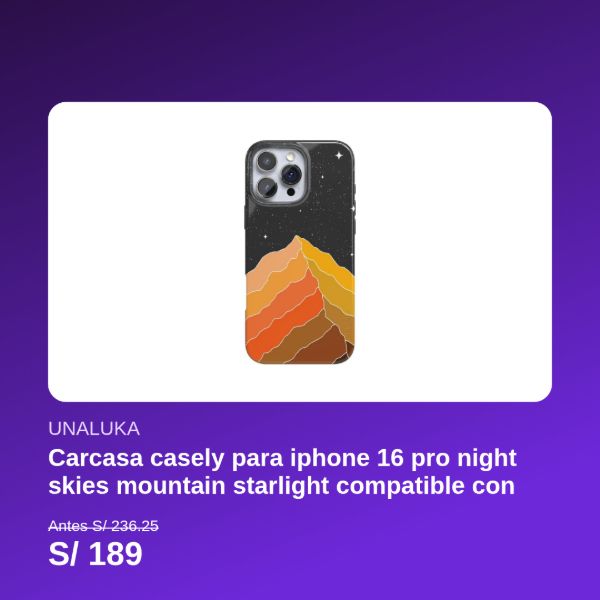 UNALUKA
Carcasa casely para iphone 16 pro night
skies mountain starlight compatible con
Antes S/ 236.25
S/ 189